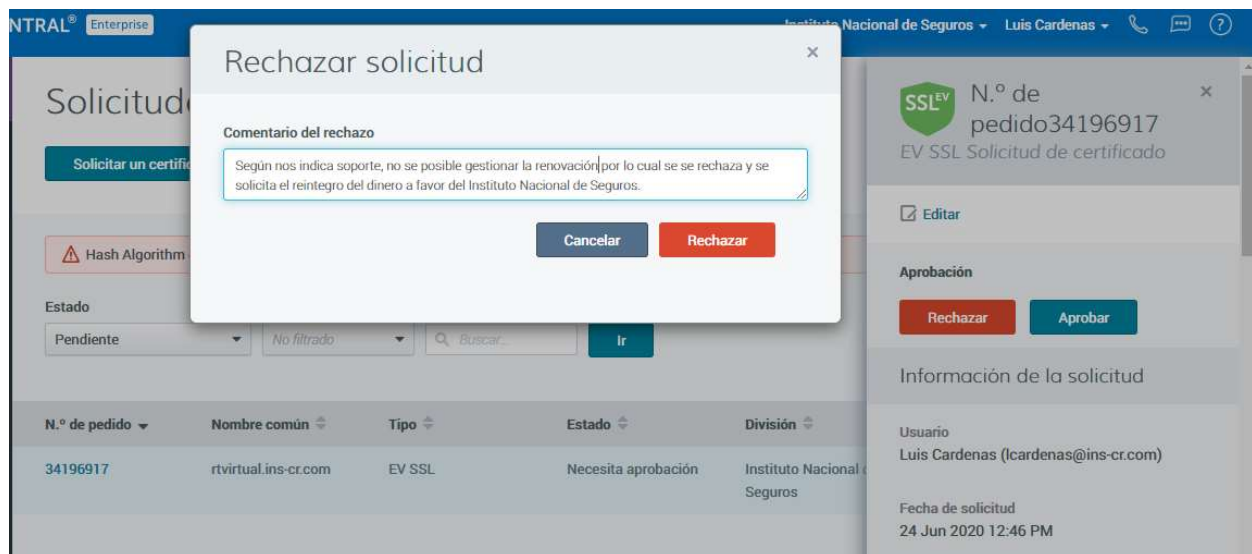 NTRAL® Enterprise
Instituto Nacional de Seguros Luis Cardenas
Rechazar solicitud
×
Comentario del rechazo
Según nos indica soporte, no se posible gestionar la renovación por lo cual se se rechaza y se
solicita el reintegro del dinero a favor del Instituto Nacional de Seguros.
Cancelar Rechazar
Solicitude
Solicitar un certific
Hash Algorithm
Estado
Pendiente No filtrado Buscar... Ir
N.º de pedido Nombre común Tipo Estado División
34196917 rtvirtual.ins-cr.com EV SSL Necesita aprobación Instituto Nacional d
Seguros
SSL EV N.º de ×
pedido34196917
EV SSL Solicitud de certificado
Editar
Aprobación
Rechazar Aprobar
Información de la solicitud
Usuario
Luis Cardenas (lcardenas@ins-cr.com)
Fecha de solicitud
24 Jun 2020 12:46 PM